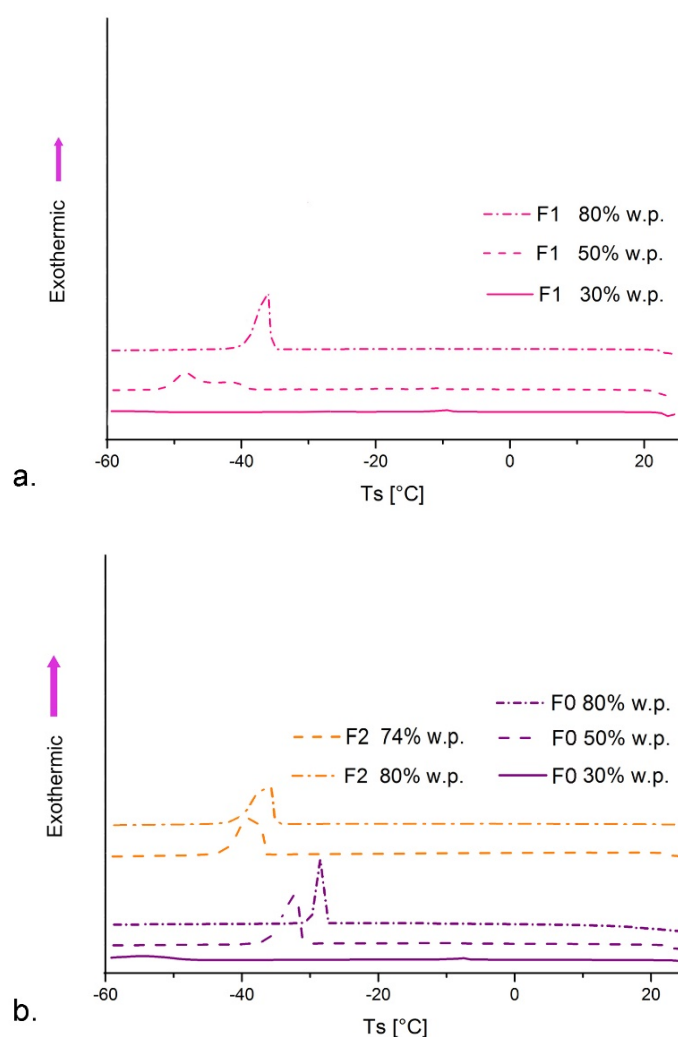 Exothermic
F1 80% w.p.
F1 50% w.p.
F1 30% w.p.
-60 -40 -20 0 20
Ts [°C]
a.
Exothermic
F0 80% w.p.
F2 74% w.p. F0 50% w.p.
F2 80% w.p. F0 30% w.p.
-60 -40 -20 0 20
Ts [°C]
b.